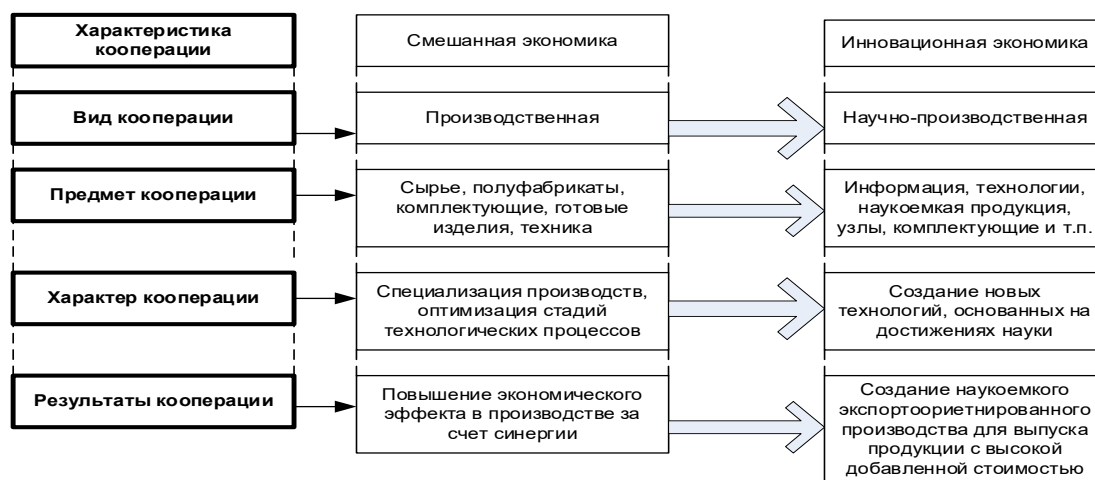 Характеристика
кооперации
Смешанная экономика
Инновационная экономика
Вид кооперации
Производственная
Научно-производственная
Предмет кооперации
Сырье, полуфабрикаты,
комплектующие, готовые
изделия, техника
Информация, технологии,
наукоемкая продукция,
узлы, комплектующие и т.п.
Характер кооперации
Специализация производств,
оптимизация стадий
технологических процессов
Создание новых
технологий, основанных на
достижениях науки
Результаты кооперации
Повышение экономического
эффекта в производстве за
счет синергии
Создание наукоемкого
экспортоориетнированного
производства для выпуска
продукции с высокой
добавленной стоимостью